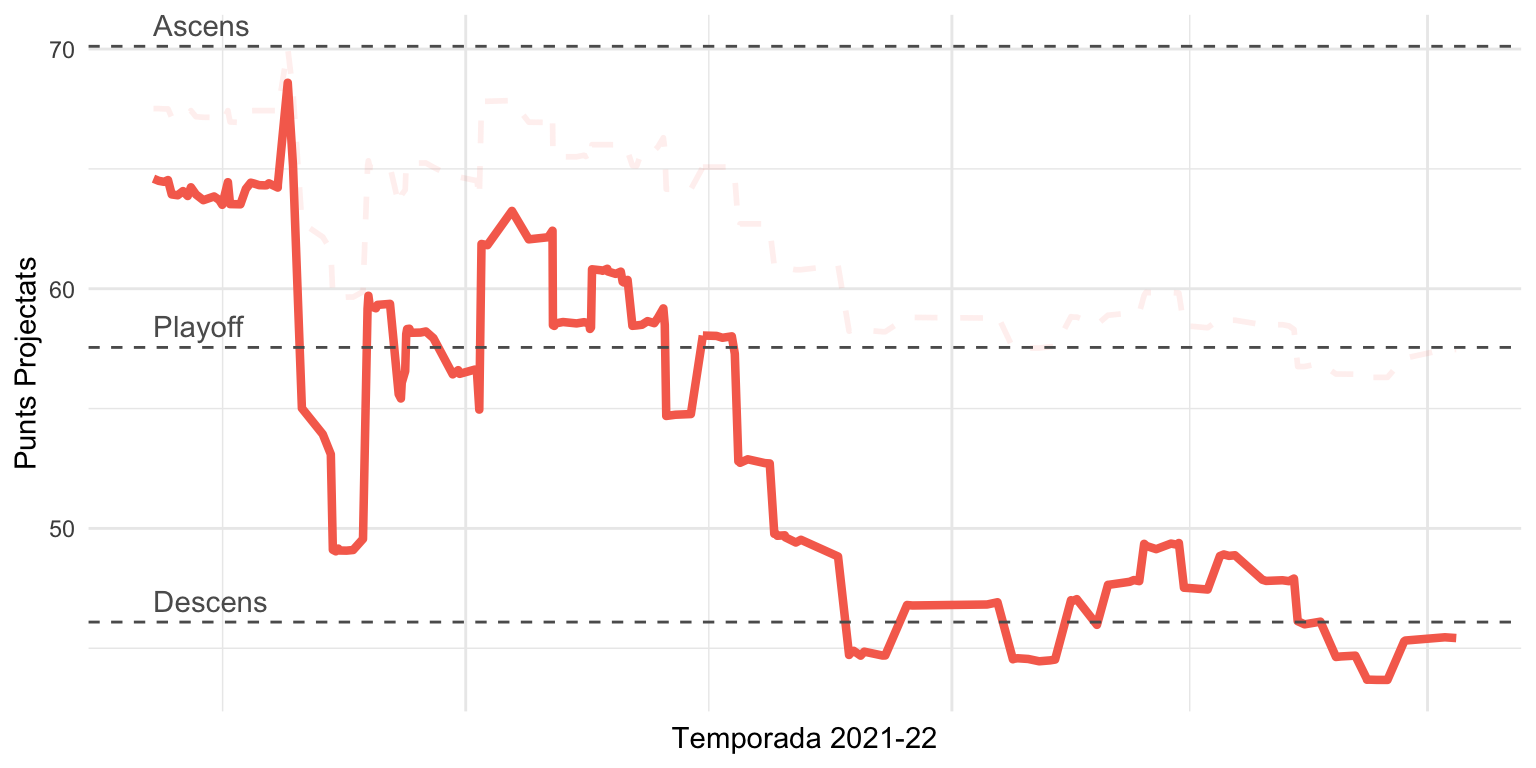 Ascens
70
60
Playoff
50
Descens
Punts Projectats
Temporada 2021-22